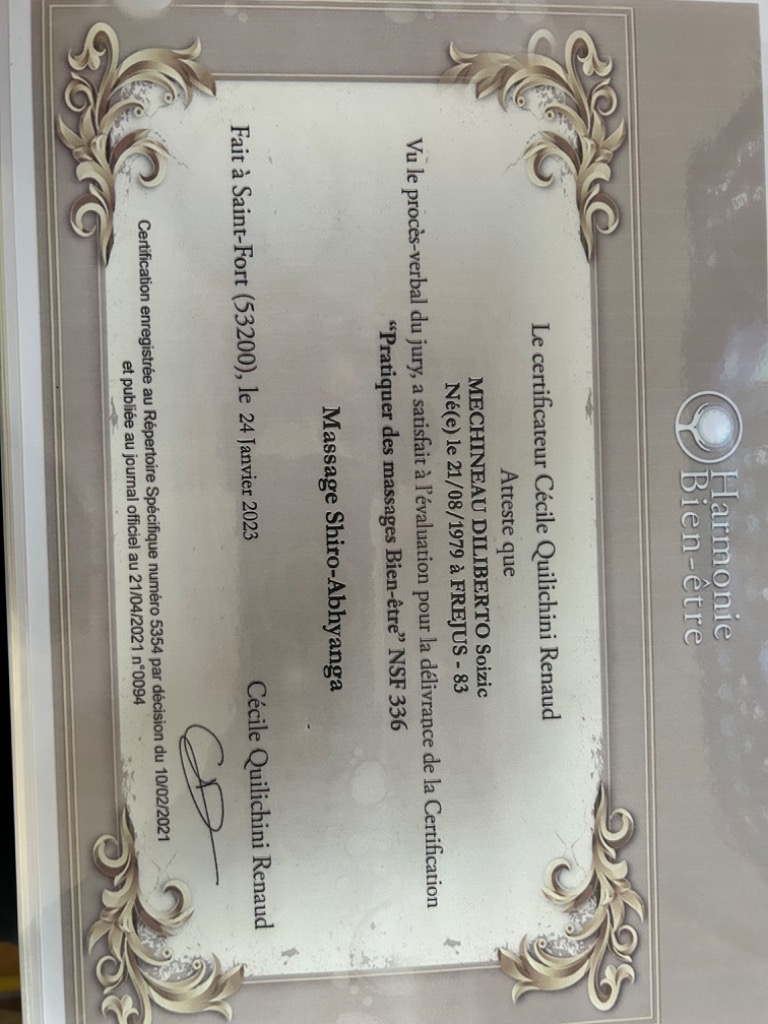 Harmonie
Bien-être
Le certificateur Cécile Quilichini Renaud
Atteste que
MECHINEAU DILIBERTO Soizic
Né(e) le 21/08/1979 à FREJUS - 83
Vu le procès-verbal du jury, a satisfait à l'évaluation pour la délivrance de la Certification
“Pratiquer des massages Bien-être” NSF 336
Massage Shiro-Abhyanga
Cécile Quilichini Renaud
Fait à Saint-Fort (53200), le 24 Janvier 2023
Certification enregistrée au Répertoire Spécifique numéro 5354 par décision du 10/02/2021
et publiée au journal officiel au 21/04/2021 n°0094